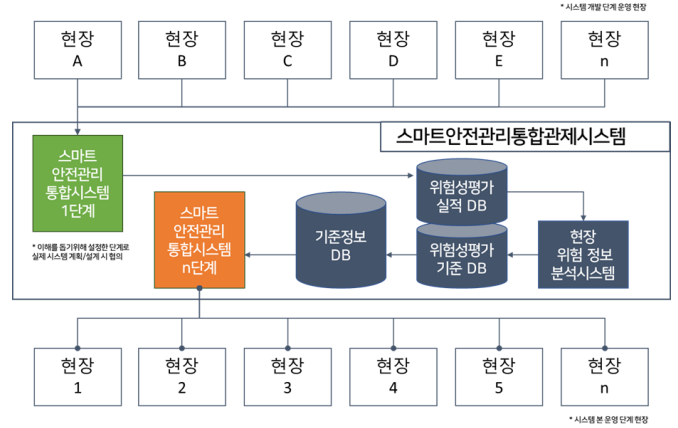 * 시스템 개발 단계 운영 현장
현장
A
현장
B
현장
C
현장
D
현장
E
현장
n
스마트안전관리통합관제시스템
스마트
안전관리
통합시스템
1단계
* 이해를 돕기위해 설정한 단계로
실제 시스템 계획/설계 시 협의
스마트
안전관리
통합시스템
n단계
기준정보
DB
위험성평가
실적 DB
위험성평가
기준 DB
현장
위험 정보
분석시스템
현장
1
현장
2
현장
3
현장
4
현장
5
현장
n
* 시스템 본 운영 단계 현장